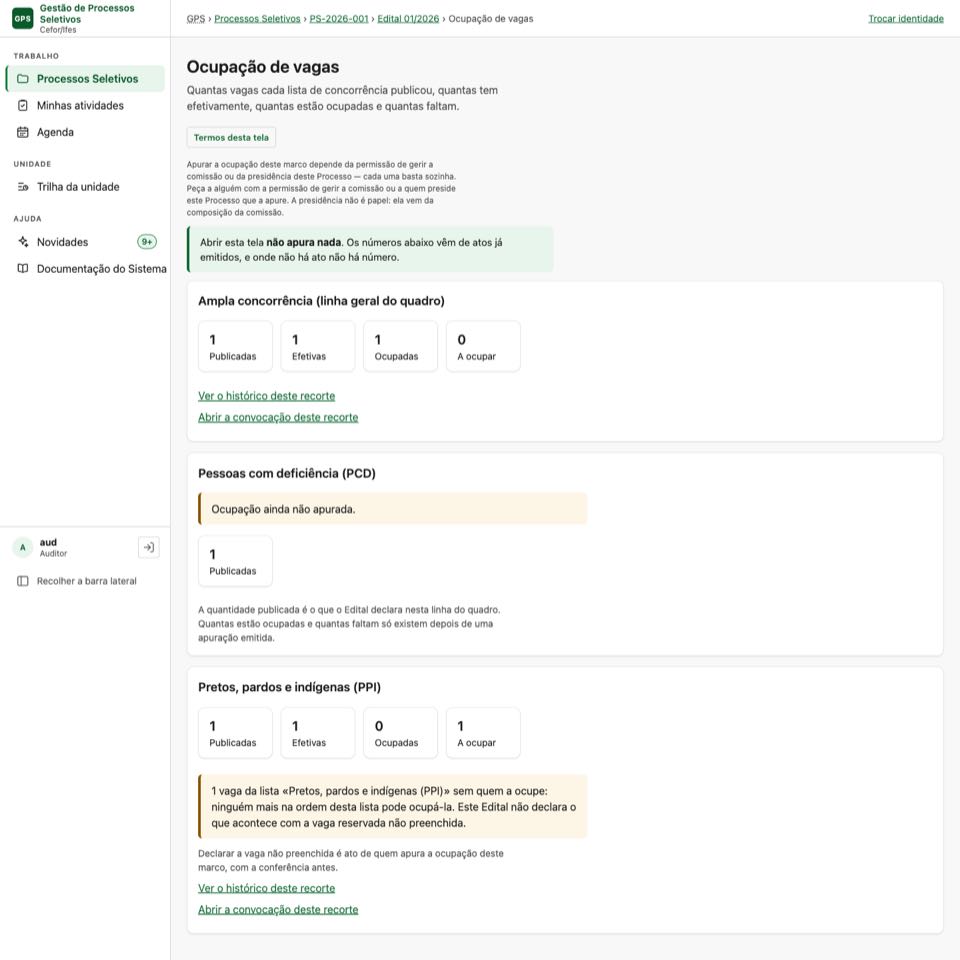 GPS
Gestão de Processos
Seletivos
Cefor/Ifes
GPS › Processos Seletivos › PS-2026-001 › Edital 01/2026 › Ocupação de vagas
Trocar identidade
TRABALHO
Processos Seletivos
Minhas atividades
Agenda
UNIDADE
Trilha da unidade
AJUDA
Novidades
9+
Documentação do Sistema
A
aud
Auditor
Recolher a barra lateral
Ocupação de vagas
Quantas vagas cada lista de concorrência publicou, quantas tem
efetivamente, quantas estão ocupadas e quantas faltam.
Termos desta tela
Apurar a ocupação deste marco depende da permissão de gerir a
comissão ou da presidência deste Processo — cada uma basta sozinha.
Peça a alguém com a permissão de gerir a comissão ou a quem preside
este Processo que a apure. A presidência não é papel: ela vem da
composição da comissão.
Abrir esta tela não apura nada. Os números abaixo vêm de atos já
emitidos, e onde não há ato não há número.
Ampla concorrência (linha geral do quadro)
1
Publicadas
1
Efetivas
1
Ocupadas
0
A ocupar
Ver o histórico deste recorte
Abrir a convocação deste recorte
Pessoas com deficiência (PCD)
Ocupação ainda não apurada.
1
Publicadas
A quantidade publicada é o que o Edital declara nesta linha do quadro.
Quantas estão ocupadas e quantas faltam só existem depois de uma
apuração emitida.
Pretos, pardos e indígenas (PPI)
1
Publicadas
1
Efetivas
0
Ocupadas
1
A ocupar
1 vaga da lista «Pretos, pardos e indígenas (PPI)» sem quem a ocupe:
ninguém mais na ordem desta lista pode ocupá-la. Este Edital não declara o
que acontece com a vaga reservada não preenchida.
Declarar a vaga não preenchida é ato de quem apura a ocupação deste
marco, com a conferência antes.
Ver o histórico deste recorte
Abrir a convocação deste recorte